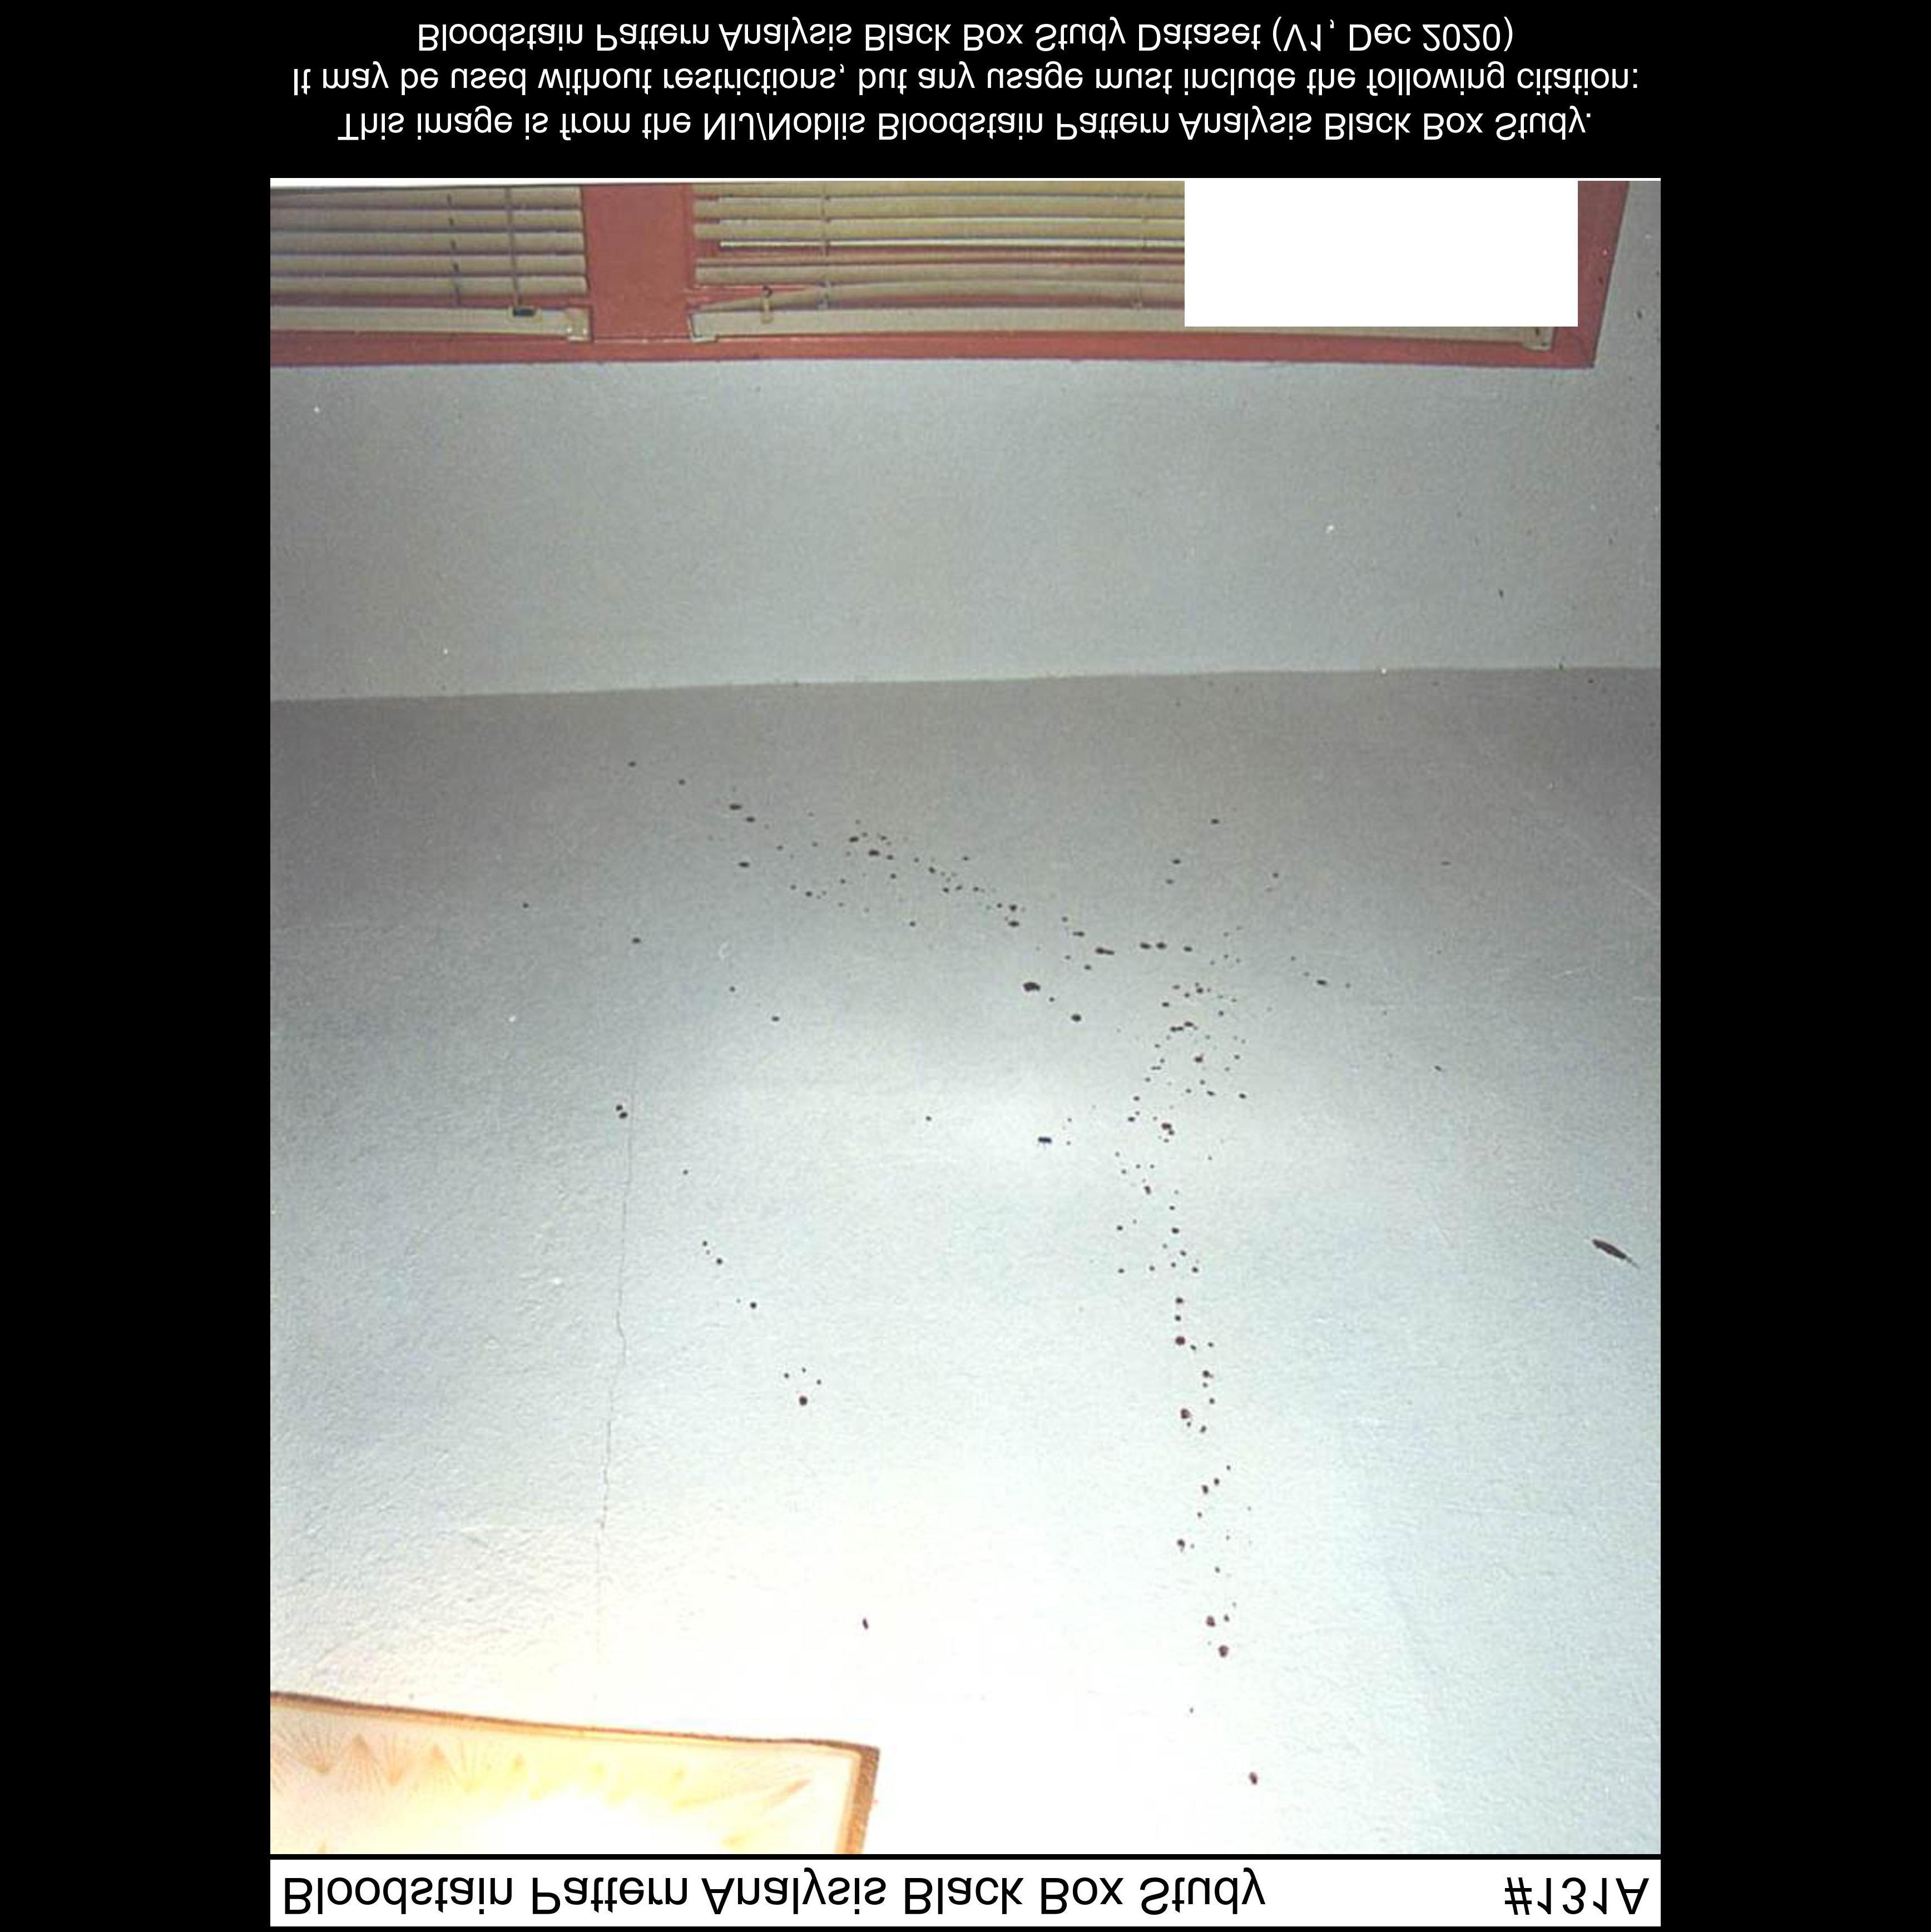 Bloodstain Pattern Analysis Black Box Study #131A
This image is from the NIJ/Noblis Bloodstain Pattern Analysis Black Box Study.
It may be used without restrictions, but any usage must include the following citation:
Bloodstain Pattern Analysis Black Box Study Dataset (V1, Dec 2020)